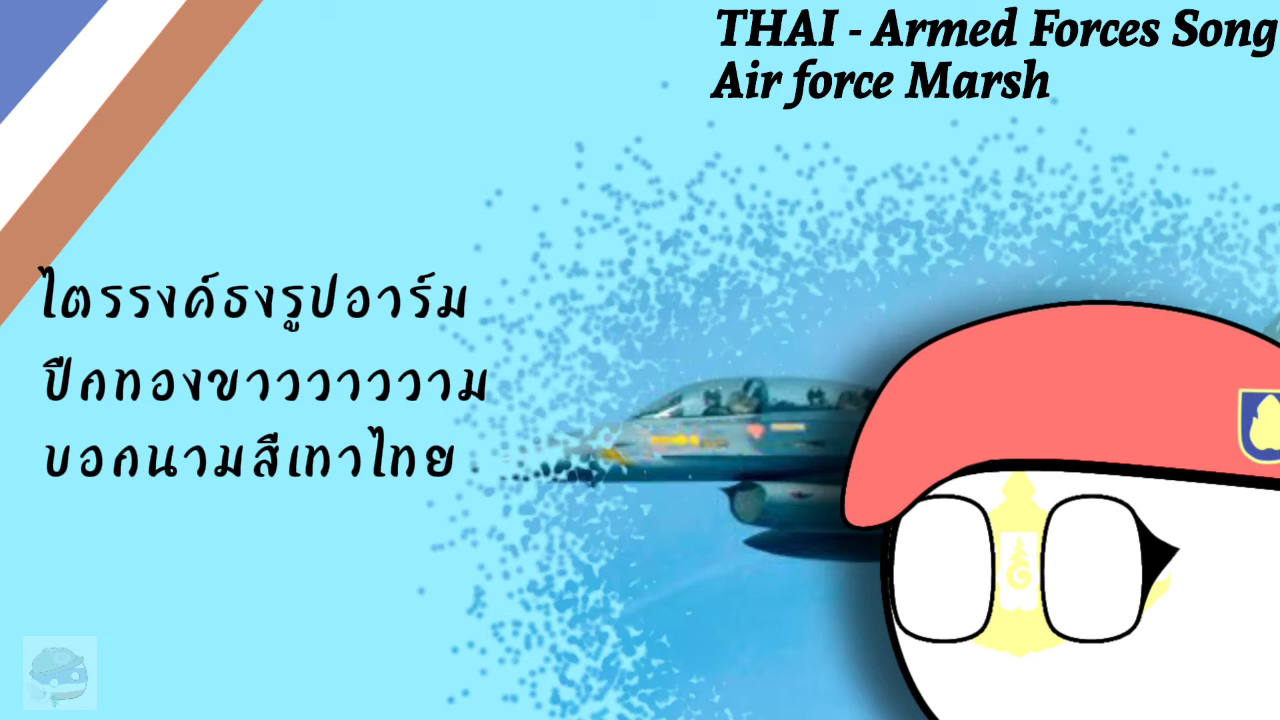 THAI - Armed Forces Song
Air force Marsh
ไตรรงค์ธงรูปอาร์ม
ปีกทองขาวววาวววาม
บอกนามสีเทาไทย